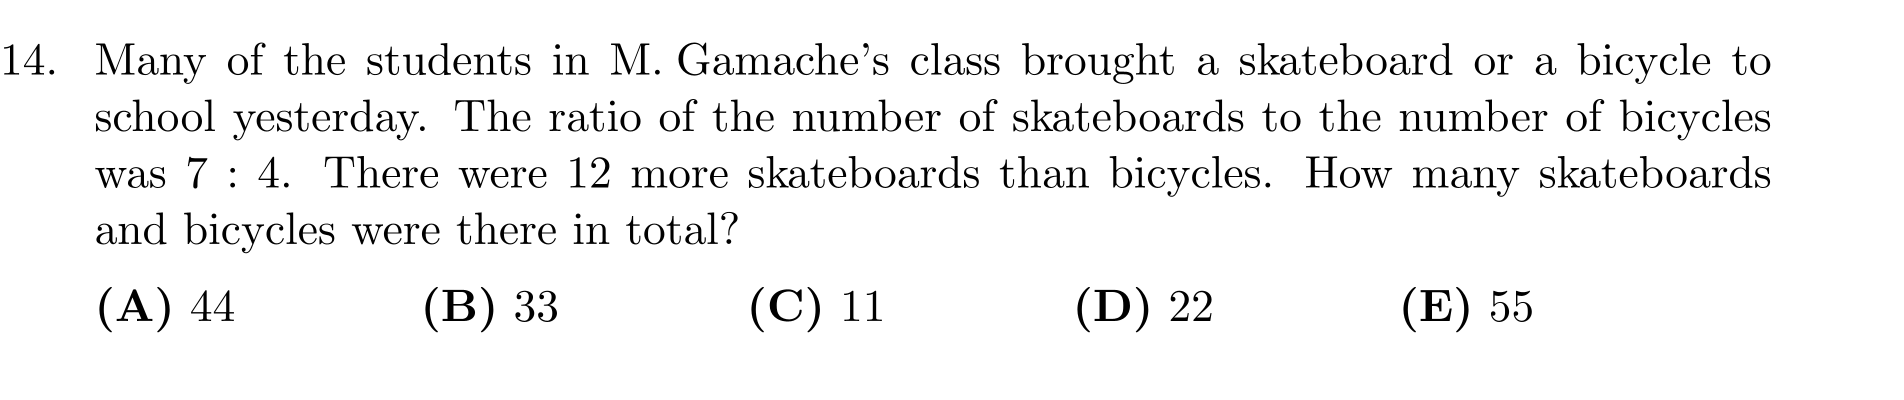 14. Many of the students in M. Gamache's class brought a skateboard or a bicycle to
school yesterday. The ratio of the number of skateboards to the number of bicycles
was 7 : 4. There were 12 more skateboards than bicycles. How many skateboards
and bicycles were there in total?
(A) 44 (B) 33 (C) 11 (D) 22 (E) 55